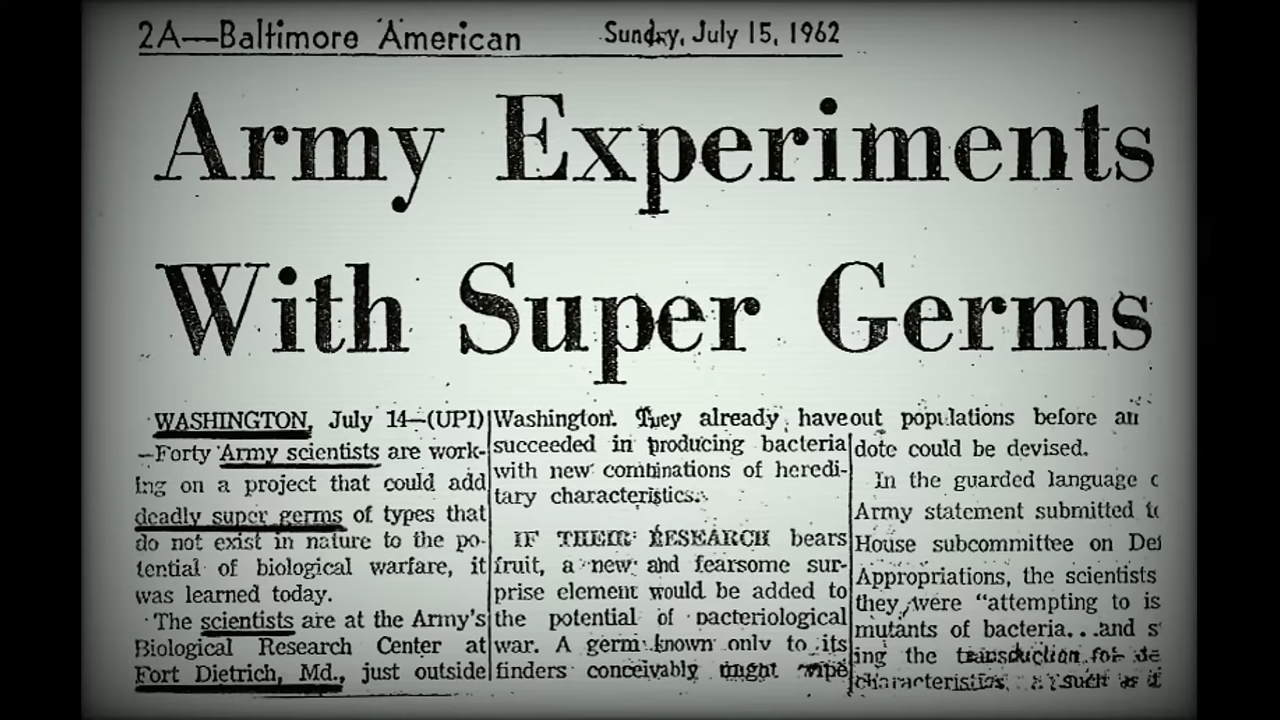 2A—Baltimore American
Sunday, July 15, 1962
Army Experiments
With Super Germs
WASHINGTON, July 14—(UPI)
—Forty Army scientists are work-
ing on a project that could add
deadly super germs of types that
do not exist in nature to the po-
tential of biological warfare, it
was learned today.
The scientists are at the Army's
Biological Research Center at
Fort Dietrich, Md., just outside
Washington. They already have
succeeded in producing bacteria
with new combinations of heredi-
tary characteristics.
IF THEIR RESEARCH bears
fruit, a new and fearsome sur-
prise element would be added to
the potential of bacteriological
war. A germ known only to its
finders conceivably might wipe
out populations before an
dote could be devised.
In the guarded language
Army statement submitted
House subcommittee on
Appropriations, the scientists
they were "attempting to
mutants of bacteria...and
ing the transduction for
characteristics, such as